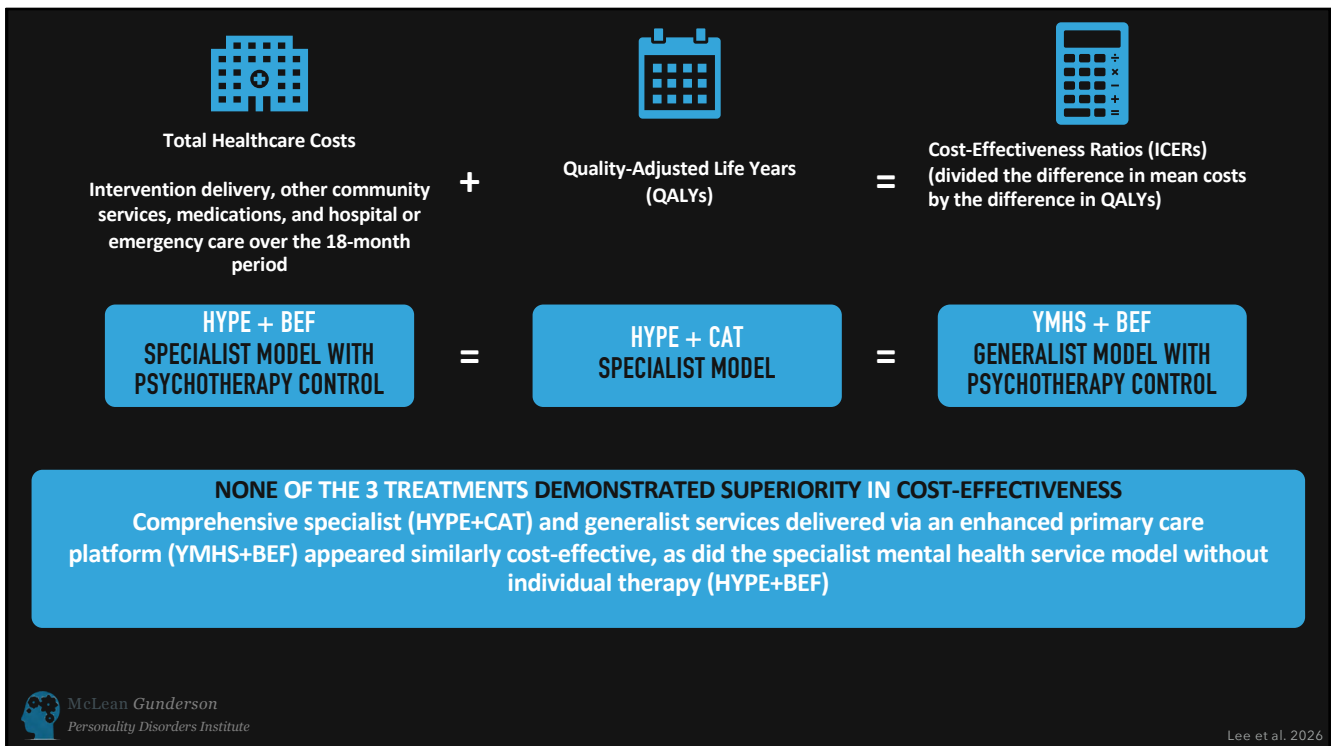 Total Healthcare Costs
Intervention delivery, other community
services, medications, and hospital or
emergency care over the 18-month
period
+
Quality-Adjusted Life Years
(QALYs)
=
Cost-Effectiveness Ratios (ICERs)
(divided the difference in mean costs
by the difference in QALYs)
HYPE + BEF
SPECIALIST MODEL WITH
PSYCHOTHERAPY CONTROL
=
HYPE + CAT
SPECIALIST MODEL
=
YMHS + BEF
GENERALIST MODEL WITH
PSYCHOTHERAPY CONTROL
NONE OF THE 3 TREATMENTS DEMONSTRATED SUPERIORITY IN COST-EFFECTIVENESS
Comprehensive specialist (HYPE+CAT) and generalist services delivered via an enhanced primary care
platform (YMHS+BEF) appeared similarly cost-effective, as did the specialist mental health service model without
individual therapy (HYPE+BEF)
McLean Gunderson
Personality Disorders Institute
Lee et al. 2026